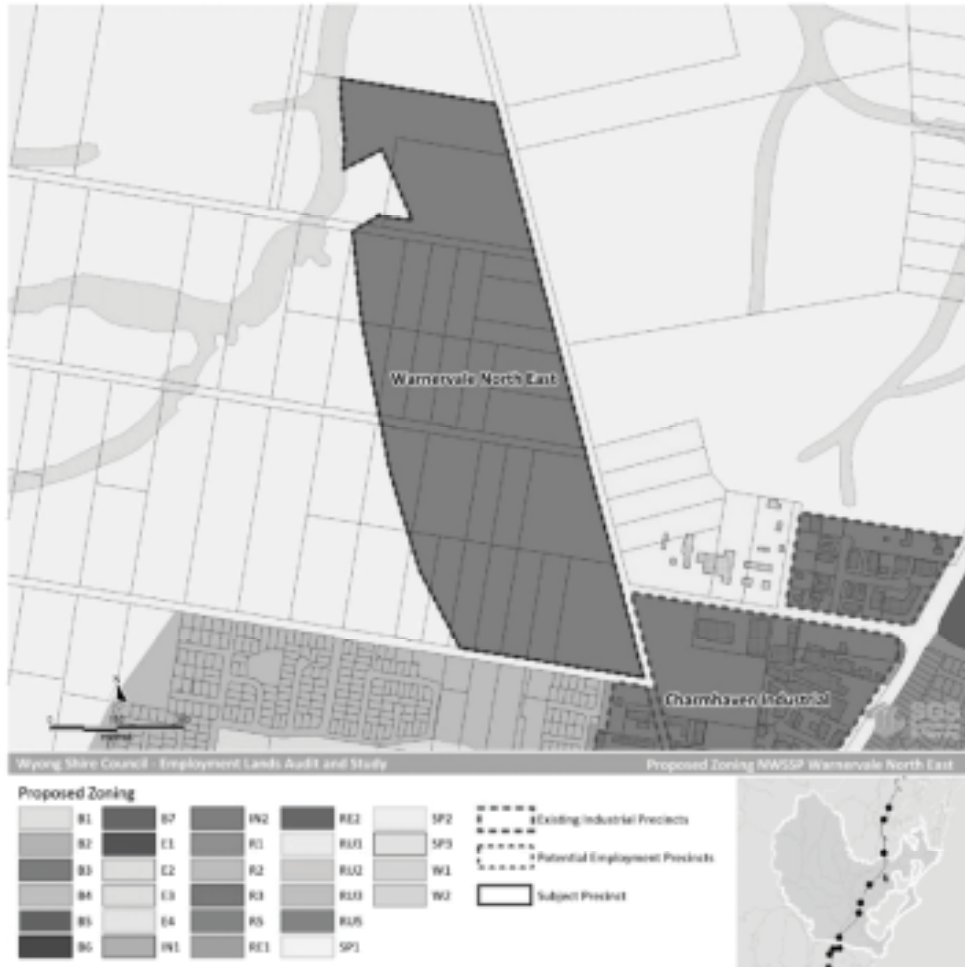 Warnervale North East
Charmhaven Industrial
SGS
Wyong Shire Council - Employment Lands Audit and Study
Proposed Zoning NWSSP Warnervale North East
Proposed Zoning
B1
B2
B3
B4
B5
B6
B7
E1
E2
E3
E4
IN1
IN2
R1
R2
R3
R5
RE1
RE2
RU1
RU2
RU3
RU5
SP1
SP2
SP3
W1
W2
Existing Industrial Precincts
Potential Employment Precincts
Subject Precinct